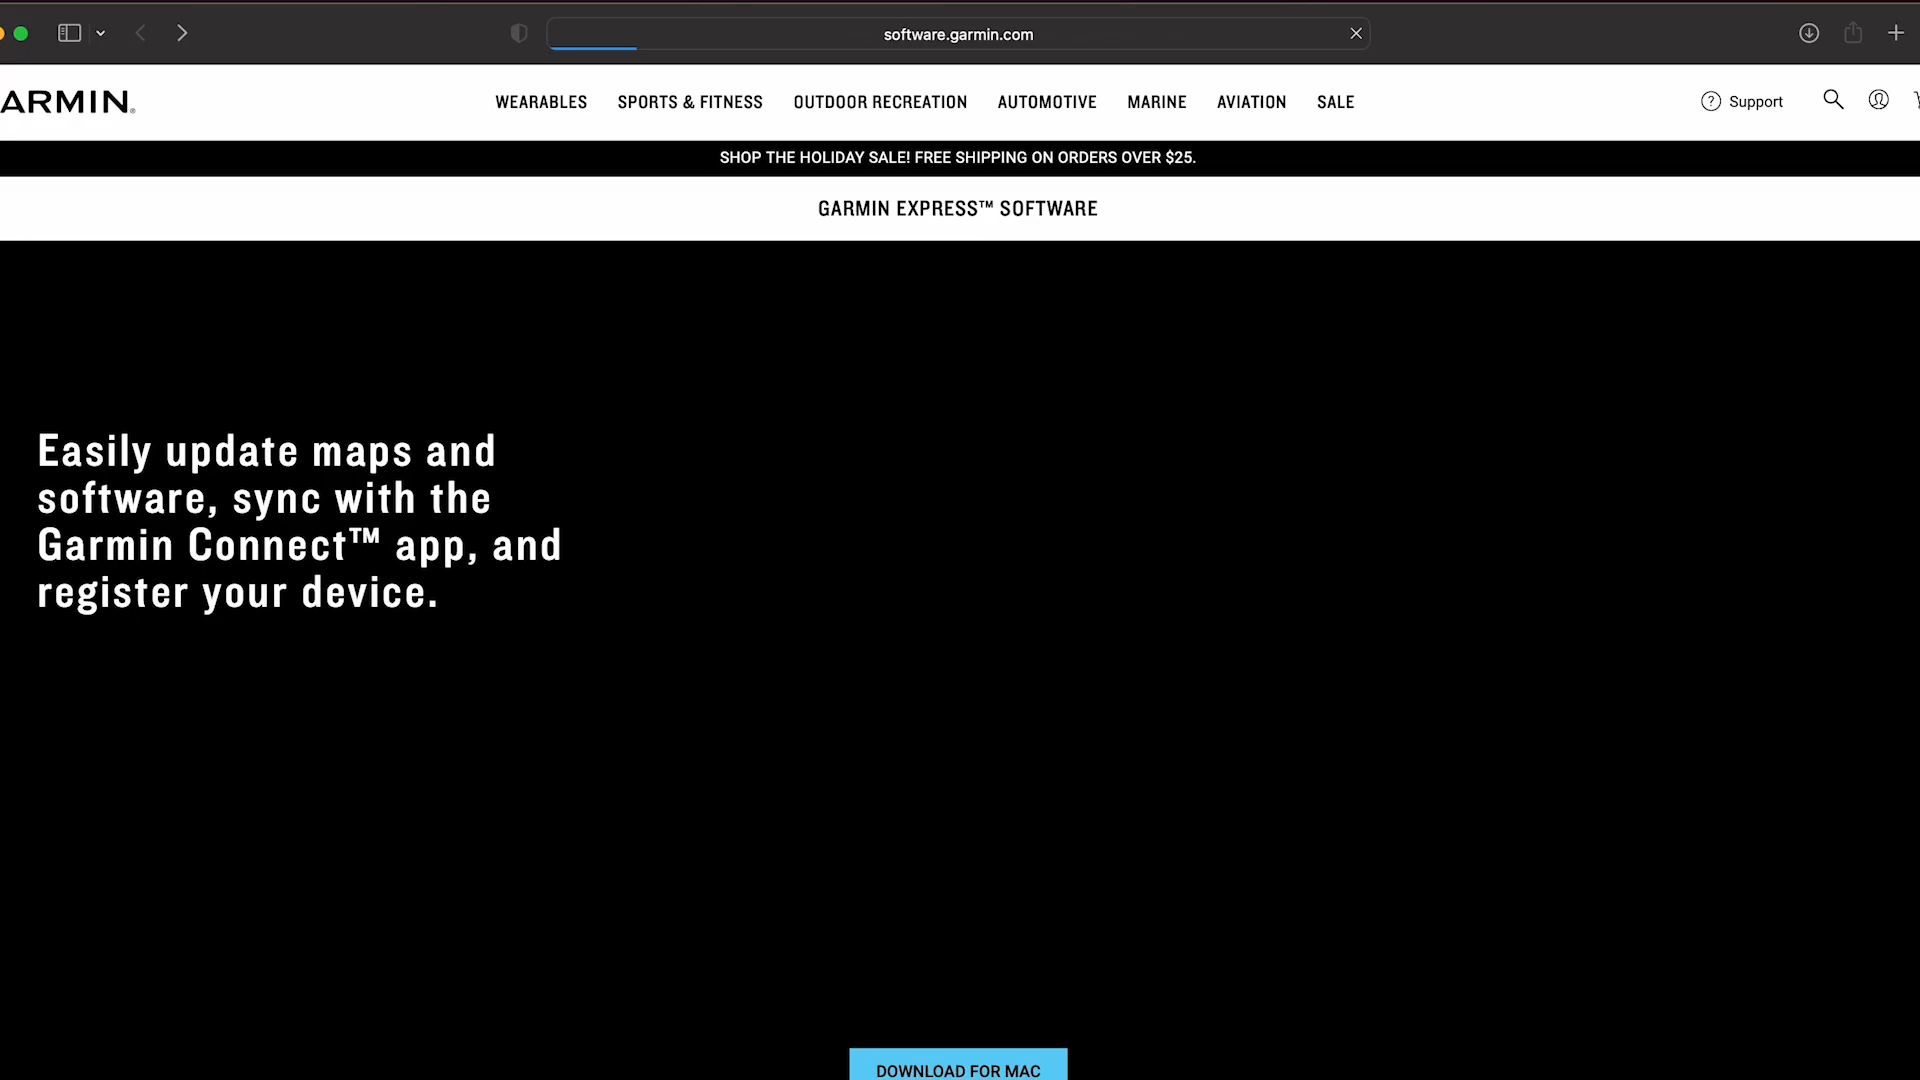 software.garmin.com
ARMIN®
WEARABLES SPORTS & FITNESS OUTDOOR RECREATION AUTOMOTIVE MARINE AVIATION SALE
? Support
SHOP THE HOLIDAY SALE! FREE SHIPPING ON ORDERS OVER $25.
GARMIN EXPRESS™ SOFTWARE
Easily update maps and
software, sync with the
Garmin Connect™ app, and
register your device.
DOWNLOAD FOR MAC